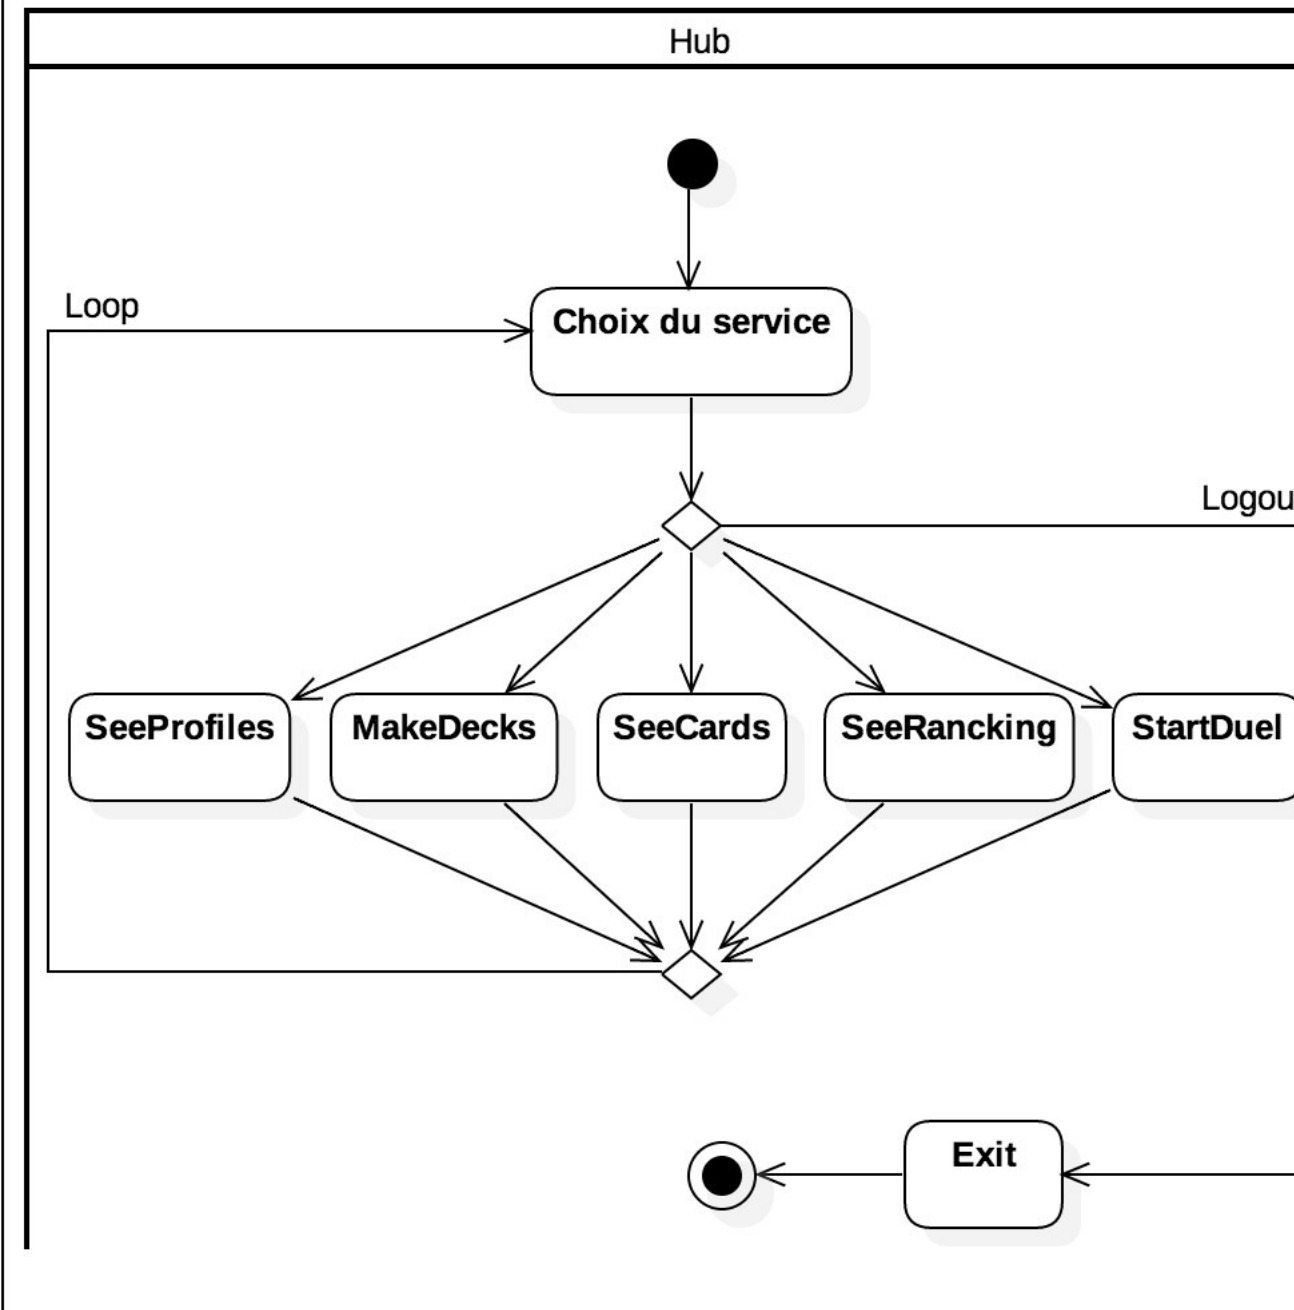 Hub
Loop
Choix du service
Logou
SeeProfiles
MakeDecks
SeeCards
SeeRancking
StartDuel
Exit